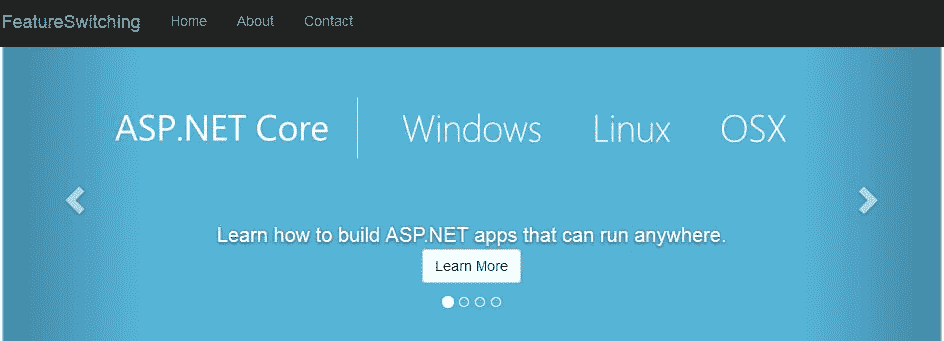 FeatureSwitching Home About Contact
ASP.NET Core Windows Linux OSX
Learn how to build ASP.NET apps that can run anywhere.
Learn More